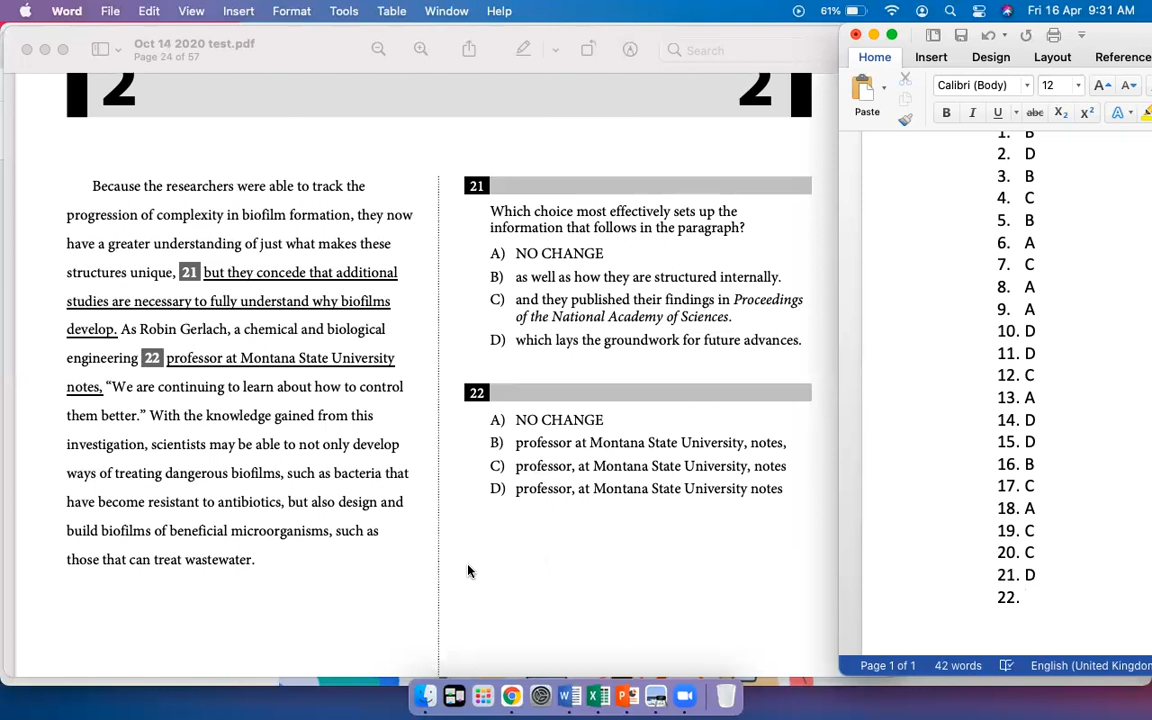 Word File Edit View Insert Format Tools Table Window Help 61% Fri 16 Apr 9:31 AM
Oct 14 2020 test.pdf
Page 24 of 57
Search
2 2
Because the researchers were able to track the
progression of complexity in biofilm formation, they now
have a greater understanding of just what makes these
structures unique, 21 but they concede that additional
studies are necessary to fully understand why biofilms
develop. As Robin Gerlach, a chemical and biological
engineering 22 professor at Montana State University
notes, “We are continuing to learn about how to control
them better.” With the knowledge gained from this
investigation, scientists may be able to not only develop
ways of treating dangerous biofilms, such as bacteria that
have become resistant to antibiotics, but also design and
build biofilms of beneficial microorganisms, such as
those that can treat wastewater.
21
Which choice most effectively sets up the
information that follows in the paragraph?
A) NO CHANGE
B) as well as how they are structured internally.
C) and they published their findings in Proceedings
of the National Academy of Sciences.
D) which lays the groundwork for future advances.
22
A) NO CHANGE
B) professor at Montana State University, notes,
C) professor, at Montana State University, notes
D) professor, at Montana State University notes
Home Insert Design Layout Reference
Paste
Calibri (Body) 12 A A
B I U abc X2 X2 A
1. B
2. D
3. B
4. C
5. B
6. A
7. C
8. A
9. A
10. D
11. D
12. C
13. A
14. D
15. D
16. B
17. C
18. A
19. C
20. C
21. D
22.
Page 1 of 1 42 words English (United Kingdo